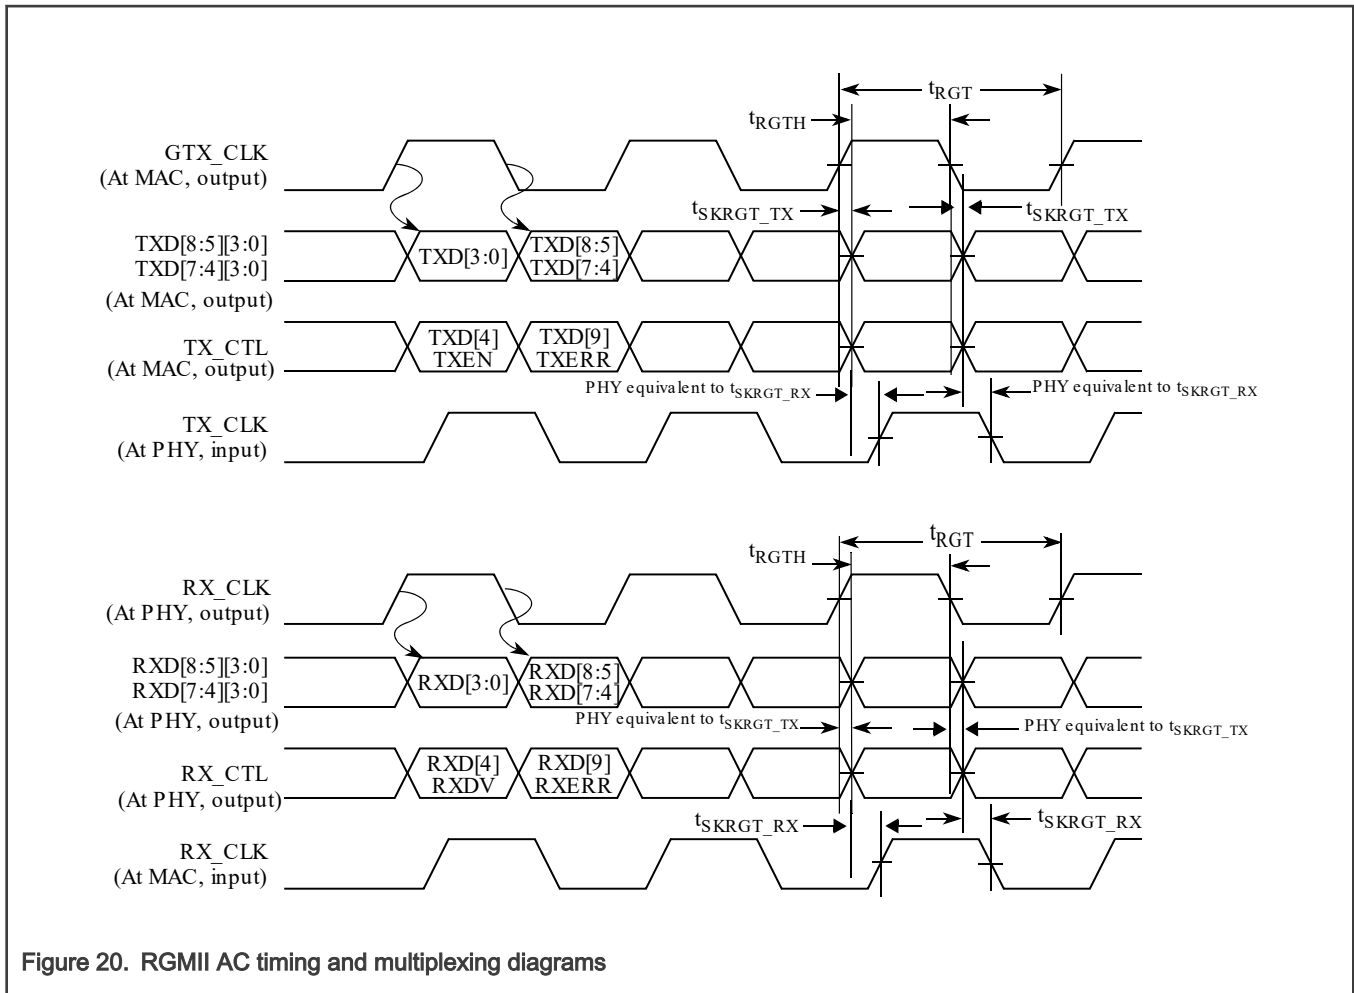 tRGT
tRGTH
GTX_CLK
(At MAC, output)
tSKRGT_TX
tSKRGT_TX
TXD[8:5][3:0]
TXD[7:4][3:0]
(At MAC, output)
TXD[3:0]
TXD[8:5]
TXD[7:4]
TX_CTL
(At MAC, output)
TXD[4]
TXEN
TXD[9]
TXERR
PHY equivalent to tSKRGT_RX
PHY equivalent to tSKRGT_RX
TX_CLK
(At PHY, input)
tRGT
tRGTH
RX_CLK
(At PHY, output)
RXD[8:5][3:0]
RXD[7:4][3:0]
(At PHY, output)
RXD[3:0]
RXD[8:5]
RXD[7:4]
PHY equivalent to tSKRGT_TX
PHY equivalent to tSKRGT_TX
RX_CTL
(At PHY, output)
RXD[4]
RXDV
RXD[9]
RXERR
tSKRGT_RX
tSKRGT_RX
RX_CLK
(At MAC, input)
Figure 20. RGMII AC timing and multiplexing diagrams